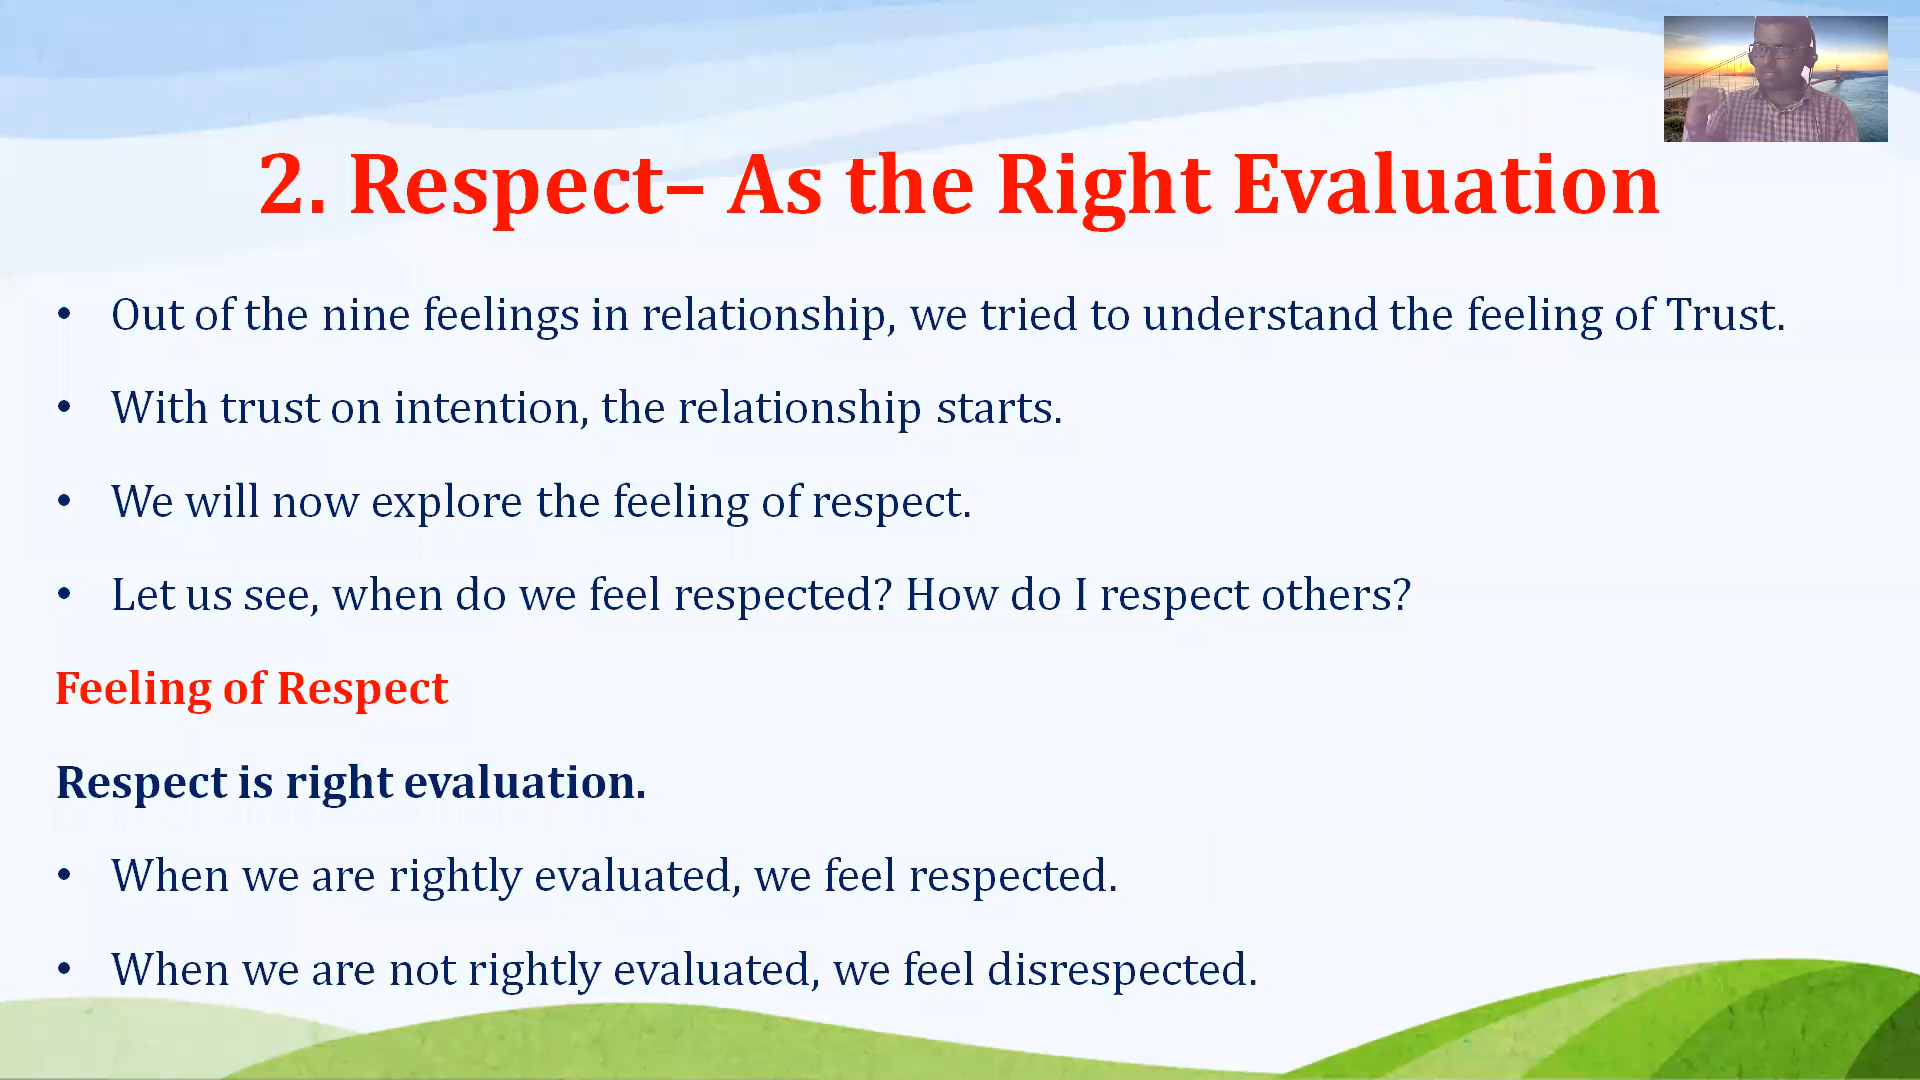 2. Respect– As the Right Evaluation
• Out of the nine feelings in relationship, we tried to understand the feeling of Trust.
• With trust on intention, the relationship starts.
• We will now explore the feeling of respect.
• Let us see, when do we feel respected? How do I respect others?
Feeling of Respect
Respect is right evaluation.
• When we are rightly evaluated, we feel respected.
• When we are not rightly evaluated, we feel disrespected.